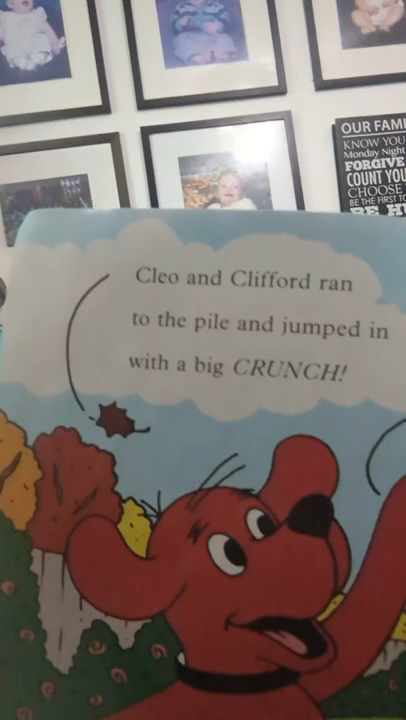 OUR FAMI
KNOW YOU
Monday Night
FORGIVE
COUNT YOU
CHOOSE
BE THE FIRST TO
Cleo and Clifford ran
to the pile and jumped in
with a big CRUNCH!